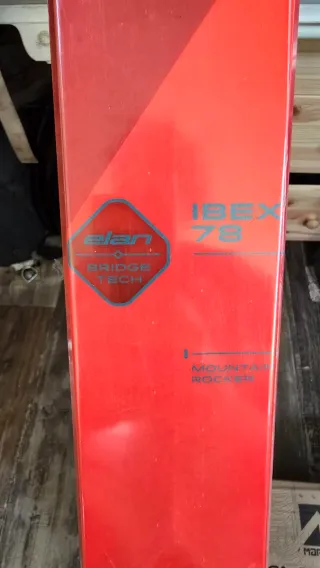 IBEX
78
elan
BRIDGE
TECH
MOUNTAIN
ROCKER